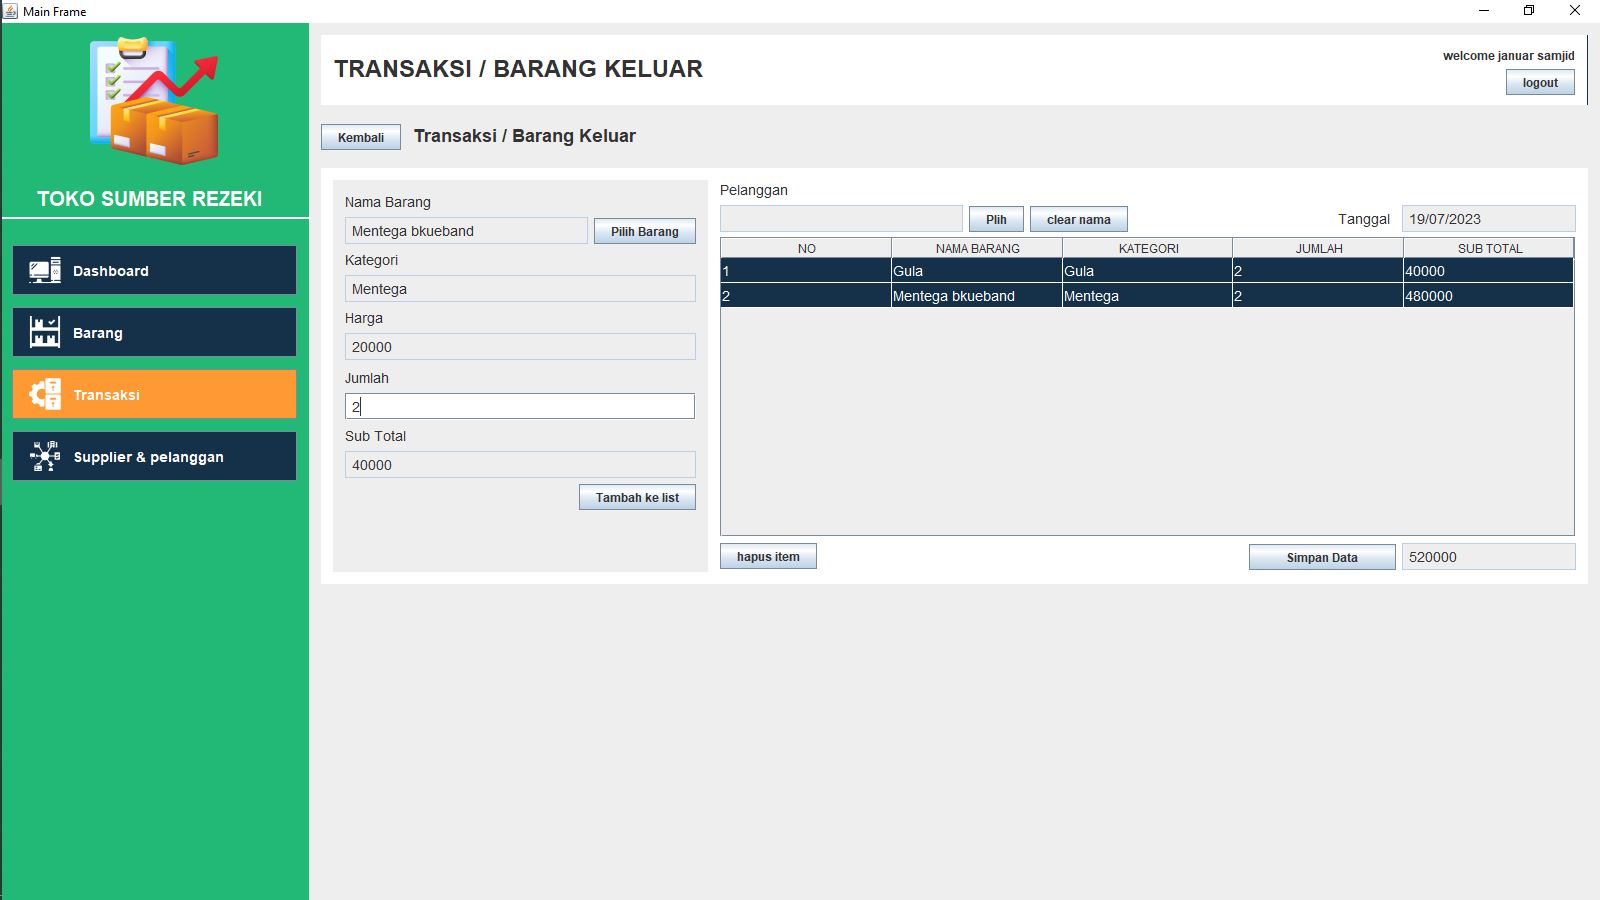 Main Frame
TOKO SUMBER REZEKI
Dashboard
Barang
Transaksi
Supplier & pelanggan
TRANSAKSI / BARANG KELUAR
welcome januar samjid
logout
Kembali
Transaksi / Barang Keluar
Nama Barang
Mentega bkueband
Pilih Barang
Kategori
Mentega
Harga
20000
Jumlah
2
Sub Total
40000
Tambah ke list
Pelanggan
Plih
clear nama
Tanggal
19/07/2023
NO NAMA BARANG KATEGORI JUMLAH SUB TOTAL
1 Gula Gula 2 40000
2 Mentega bkueband Mentega 2 480000
hapus item
Simpan Data
520000